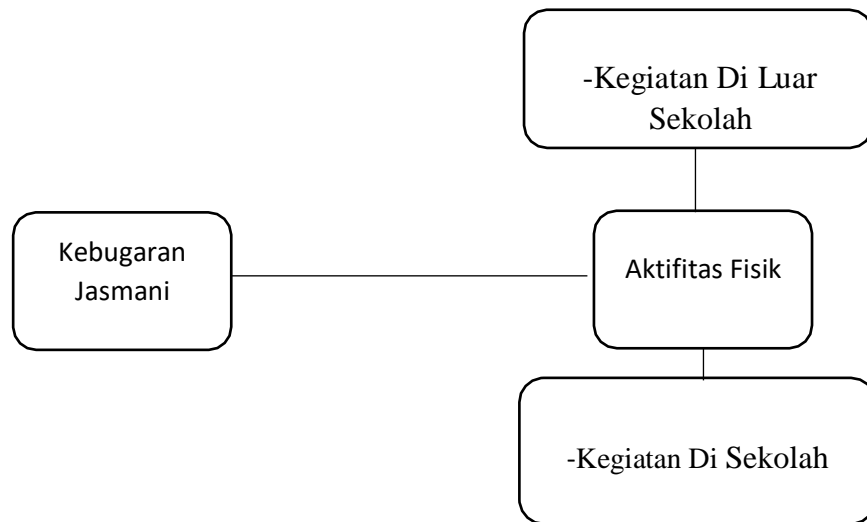 -Kegiatan Di Luar
Sekolah
Kebugaran
Jasmani
Aktifitas Fisik
-Kegiatan Di Sekolah